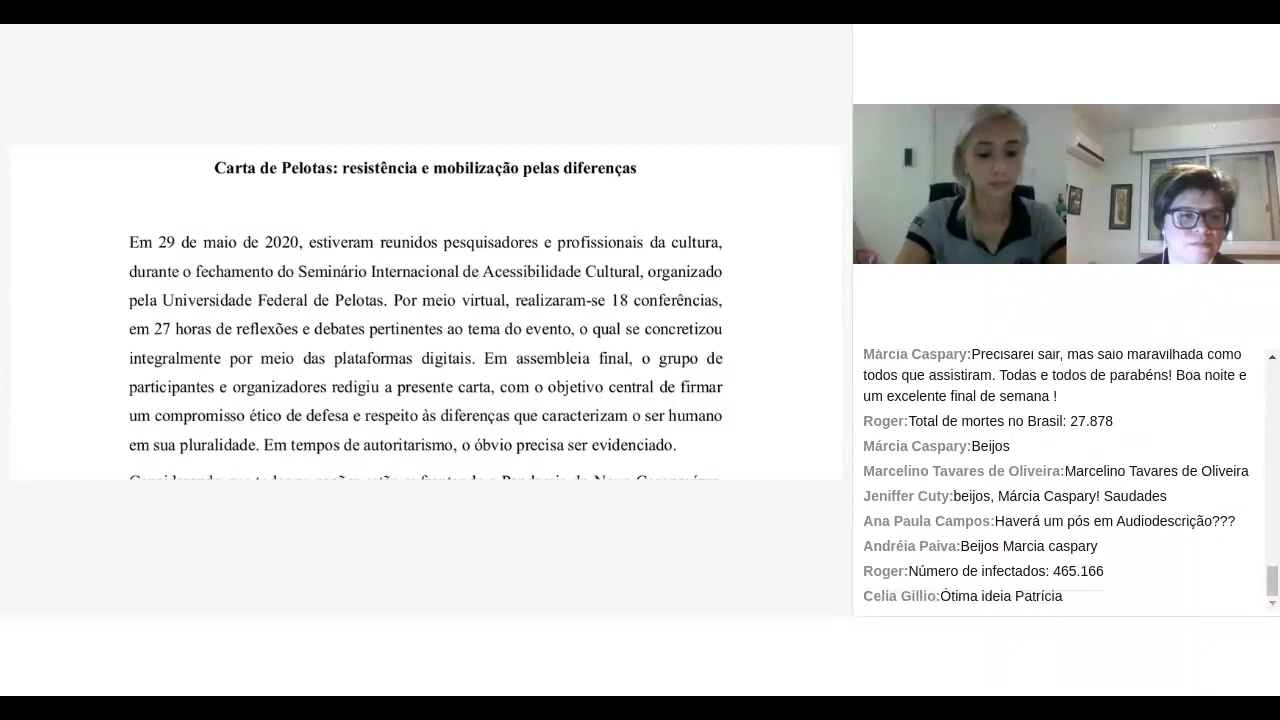 Carta de Pelotas: resistência e mobilização pelas diferenças
Em 29 de maio de 2020, estiveram reunidos pesquisadores e profissionais da cultura,
durante o fechamento do Seminário Internacional de Acessibilidade Cultural, organizado
pela Universidade Federal de Pelotas. Por meio virtual, realizaram-se 18 conferências,
em 27 horas de reflexões e debates pertinentes ao tema do evento, o qual se concretizou
integralmente por meio das plataformas digitais. Em assembleia final, o grupo de
participantes e organizadores redigiu a presente carta, com o objetivo central de firmar
um compromisso ético de defesa e respeito às diferenças que caracterizam o ser humano
em sua pluralidade. Em tempos de autoritarismo, o óbvio precisa ser evidenciado.
Márcia Caspary:Precisarei sair, mas saio maravilhada como
todos que assistiram. Todas e todos de parabéns! Boa noite e
um excelente final de semana !
Roger:Total de mortes no Brasil: 27.878
Márcia Caspary:Beijos
Marcelino Tavares de Oliveira:Marcelino Tavares de Oliveira
Jeniffer Cuty:beijos, Márcia Caspary! Saudades
Ana Paula Campos:Haverá um pós em Audiodescrição???
Andréia Paiva:Beijos Marcia caspary
Roger:Número de infectados: 465.166
Celia Gillio:Ótima ideia Patrícia